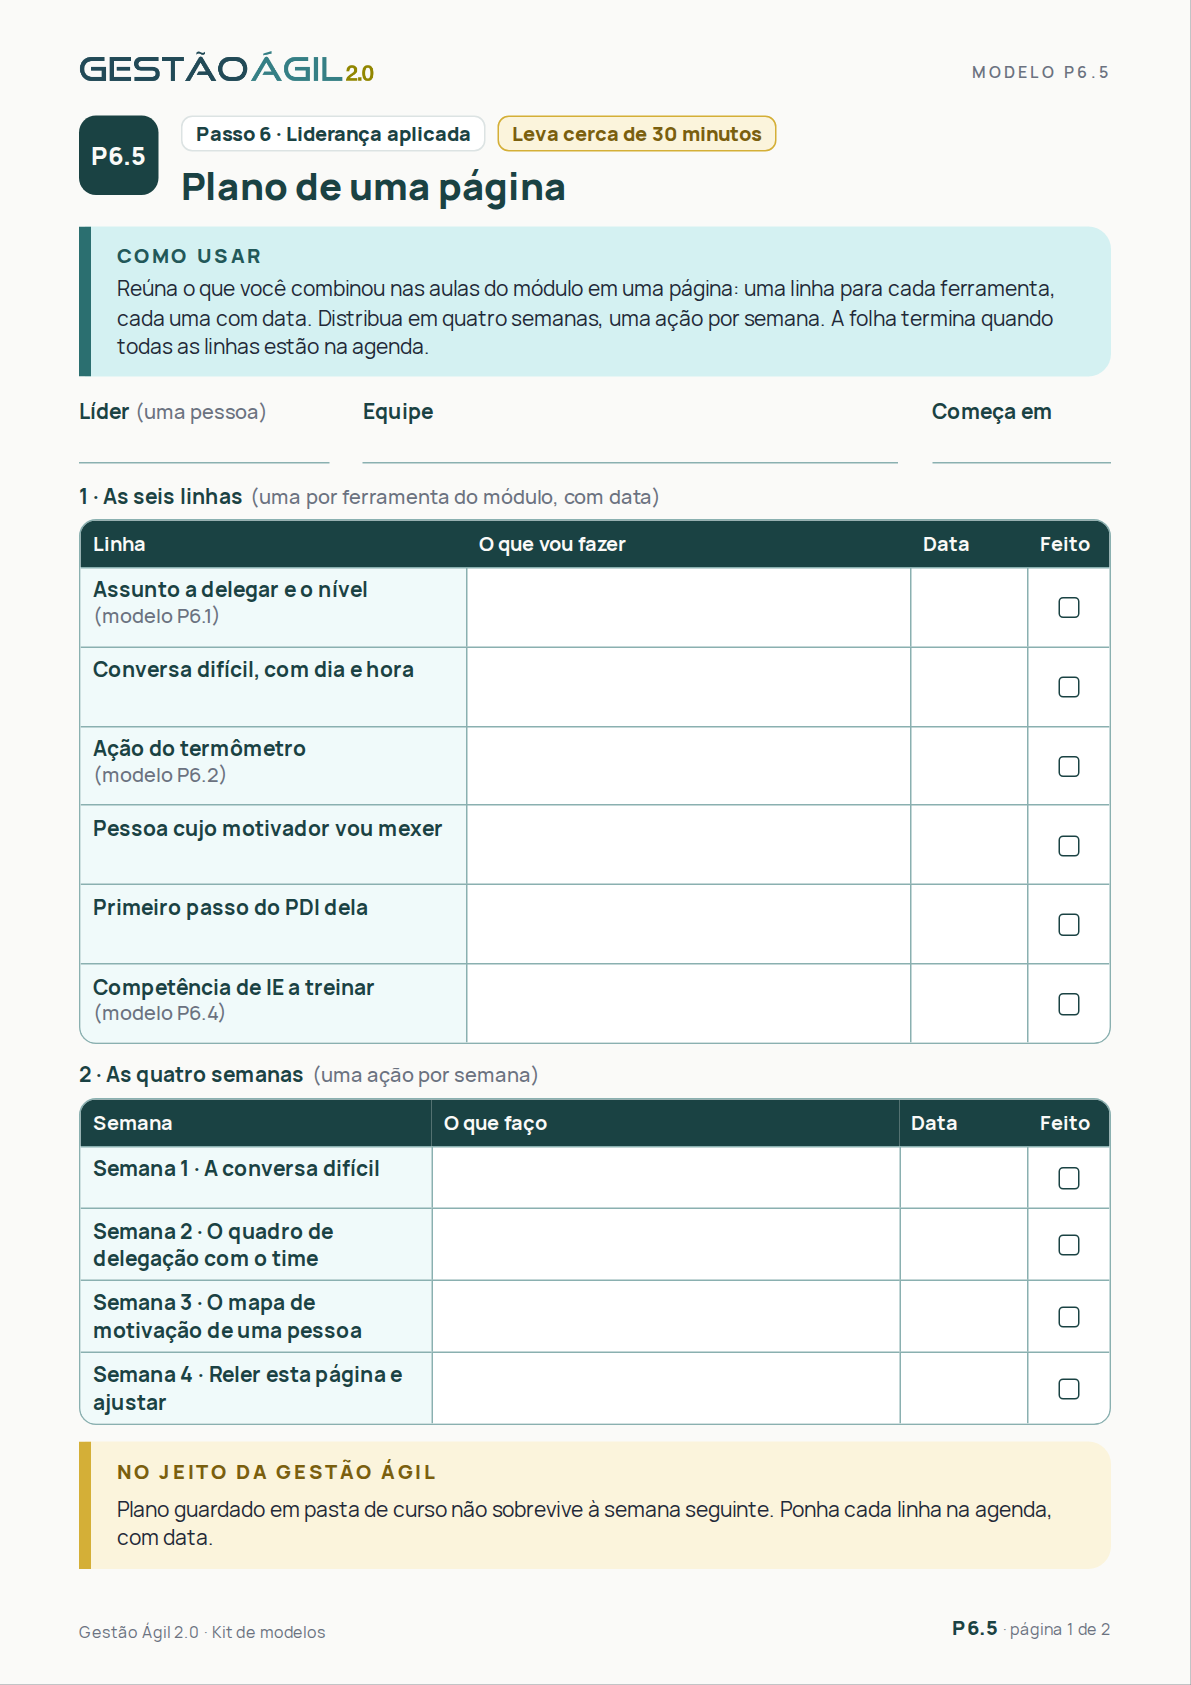 GESTÃOÁGIL2.0
MODELO P6.5
P6.5
Passo 6 · Liderança aplicada
Leva cerca de 30 minutos
Plano de uma página
COMO USAR
Reúna o que você combinou nas aulas do módulo em uma página: uma linha para cada ferramenta,
cada uma com data. Distribua em quatro semanas, uma ação por semana. A folha termina quando
todas as linhas estão na agenda.
Líder (uma pessoa)
Equipe
Começa em
1 · As seis linhas (uma por ferramenta do módulo, com data)
Linha O que vou fazer Data Feito
Assunto a delegar e o nível
(modelo P6.1)
Conversa difícil, com dia e hora
Ação do termômetro
(modelo P6.2)
Pessoa cujo motivador vou mexer
Primeiro passo do PDI dela
Competência de IE a treinar
(modelo P6.4)
2 · As quatro semanas (uma ação por semana)
Semana O que faço Data Feito
Semana 1 · A conversa difícil
Semana 2 · O quadro de
delegação com o time
Semana 3 · O mapa de
motivação de uma pessoa
Semana 4 · Reler esta página e
ajustar
NO JEITO DA GESTÃO ÁGIL
Plano guardado em pasta de curso não sobrevive à semana seguinte. Ponha cada linha na agenda,
com data.
Gestão Ágil 2.0 · Kit de modelos
P6.5 · página 1 de 2